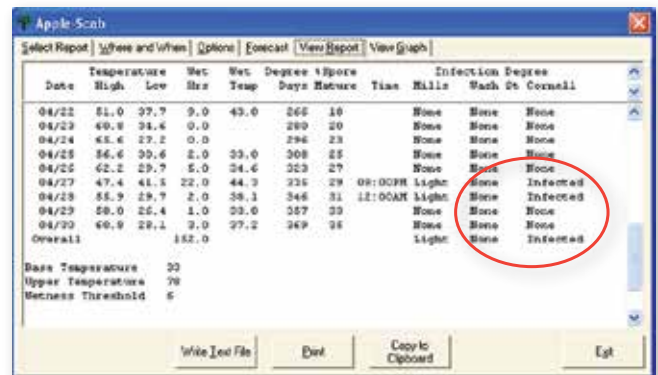 Apple-Scab
Select Report Where and When Options Forecast View Report View Graph
Temperature Wet Wet Degree %Spore Infection Degree
Date High Low Hrs Temp Days Mature Time Mills Wash St Cornell
04/22 51.0 37.7 9.0 43.0 265 18 None None None
04/23 60.8 34.6 0.0 280 20 None None None
04/24 65.6 27.2 0.0 296 23 None None None
04/25 56.6 30.6 2.0 33.0 308 25 None None None
04/26 62.2 29.7 5.0 34.6 323 27 None None None
04/27 47.4 41.5 22.0 44.3 335 29 08:00PM Light None Infected
04/28 55.9 29.7 2.0 38.1 346 31 12:00AM Light None Infected
04/29 58.0 26.4 1.0 33.0 357 33 None None None
04/30 60.8 28.1 3.0 37.2 369 36 None None None
Overall 152.0 Light None Infected
Base Temperature 33
Upper Temperature 78
Wetness Threshold 6
Write Text File Print Copy to Clipboard Exit